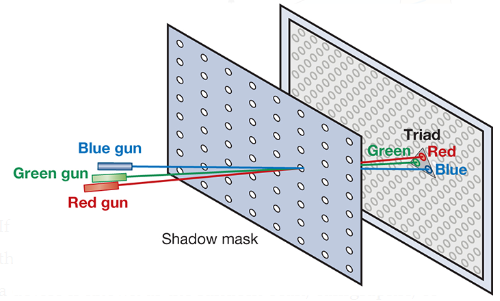 Triad
Green
Red
Blue
Blue gun
Green gun
Red gun
Shadow mask